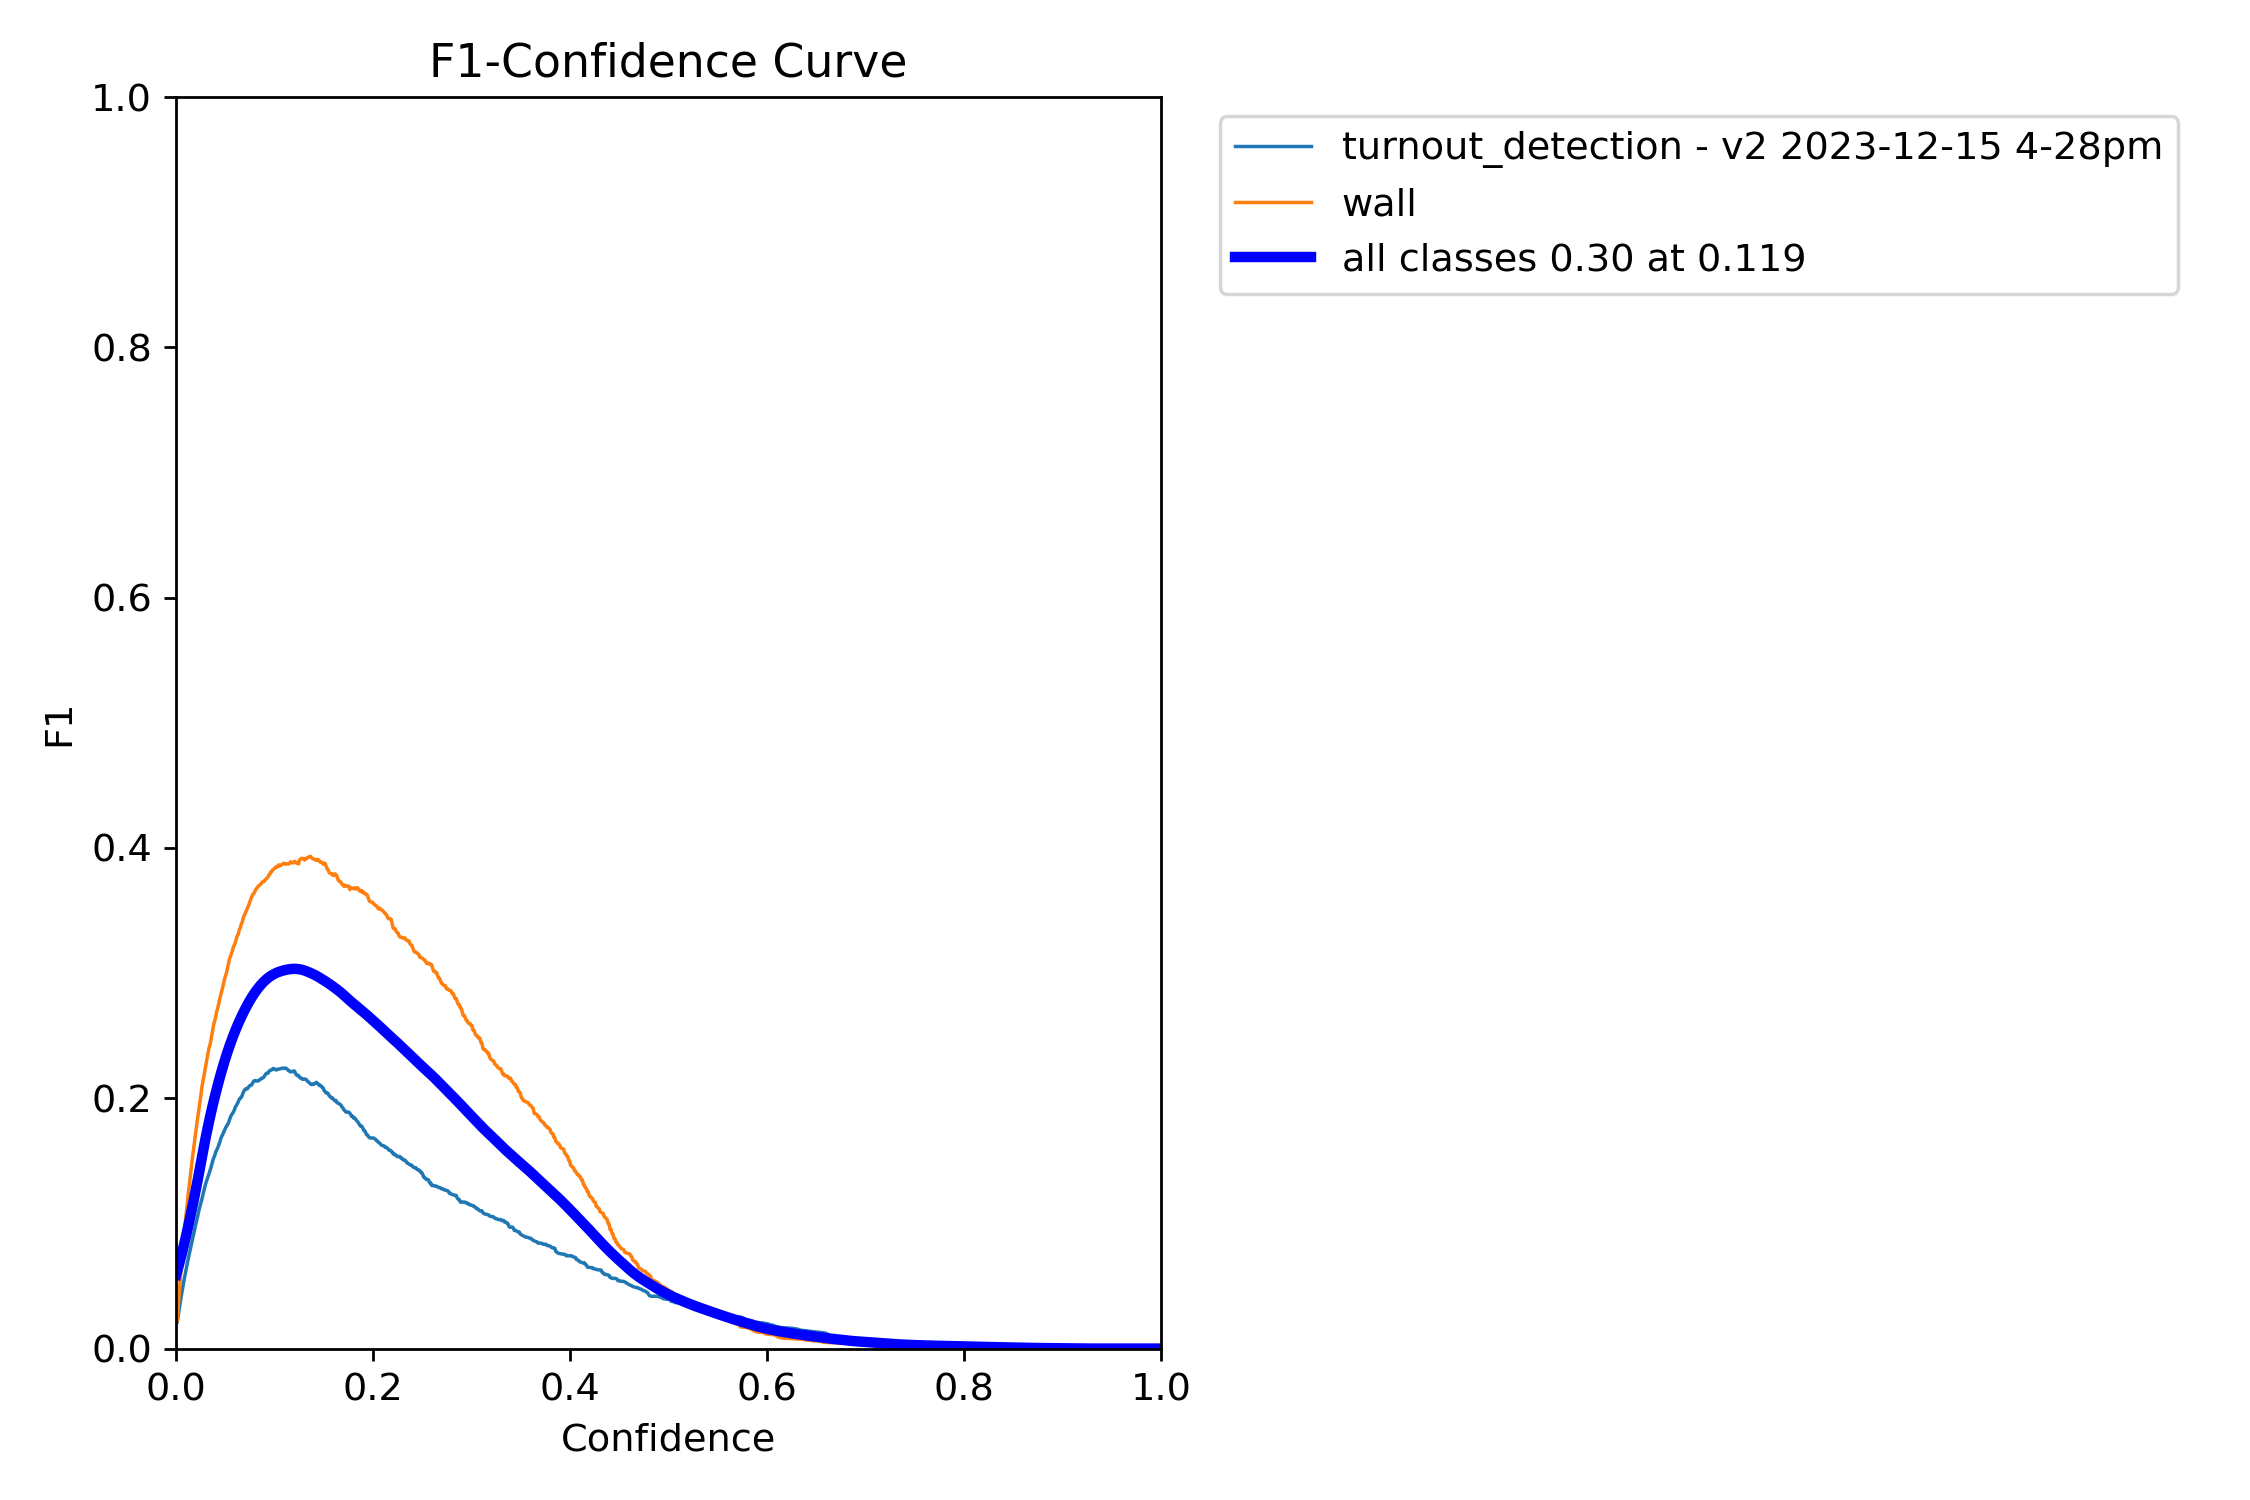 F1-Confidence Curve
1.0
0.8
0.6
0.4
0.2
0.0
F1
0.0 0.2 0.4 0.6 0.8 1.0
Confidence
turnout_detection - v2 2023-12-15 4-28pm
wall
all classes 0.30 at 0.119